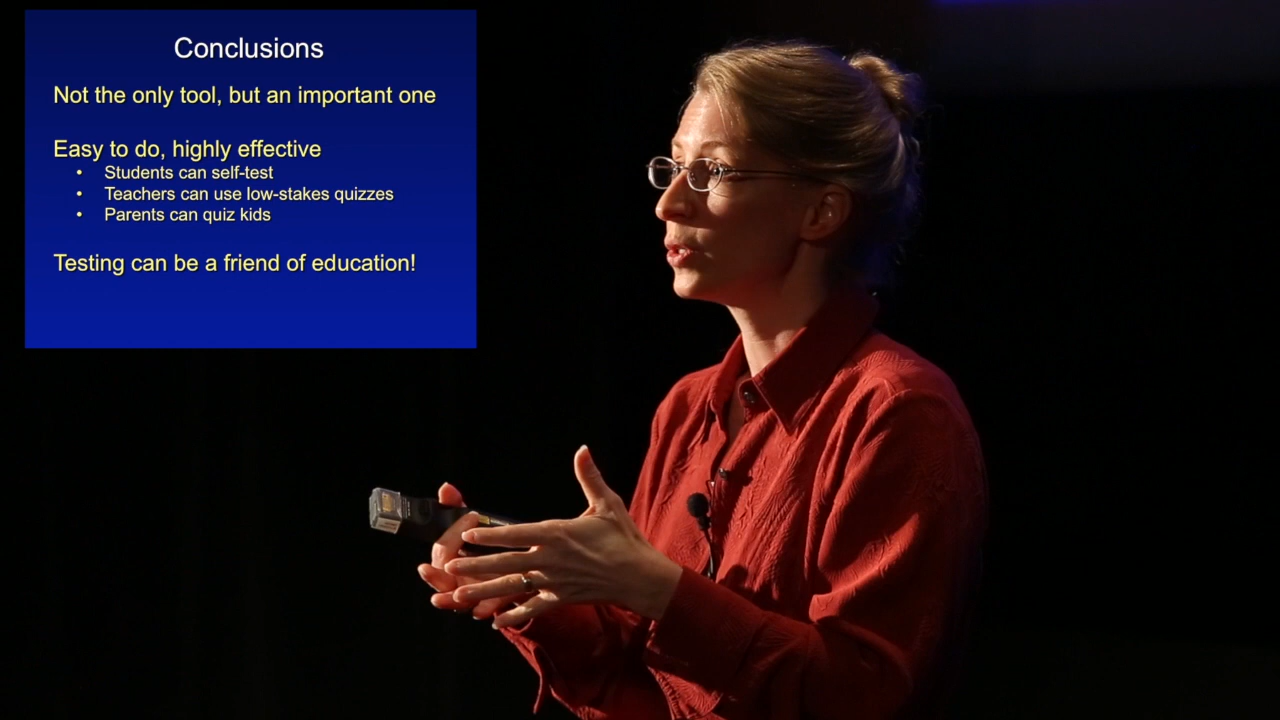 Conclusions
Not the only tool, but an important one
Easy to do, highly effective
• Students can self-test
• Teachers can use low-stakes quizzes
• Parents can quiz kids
Testing can be a friend of education!